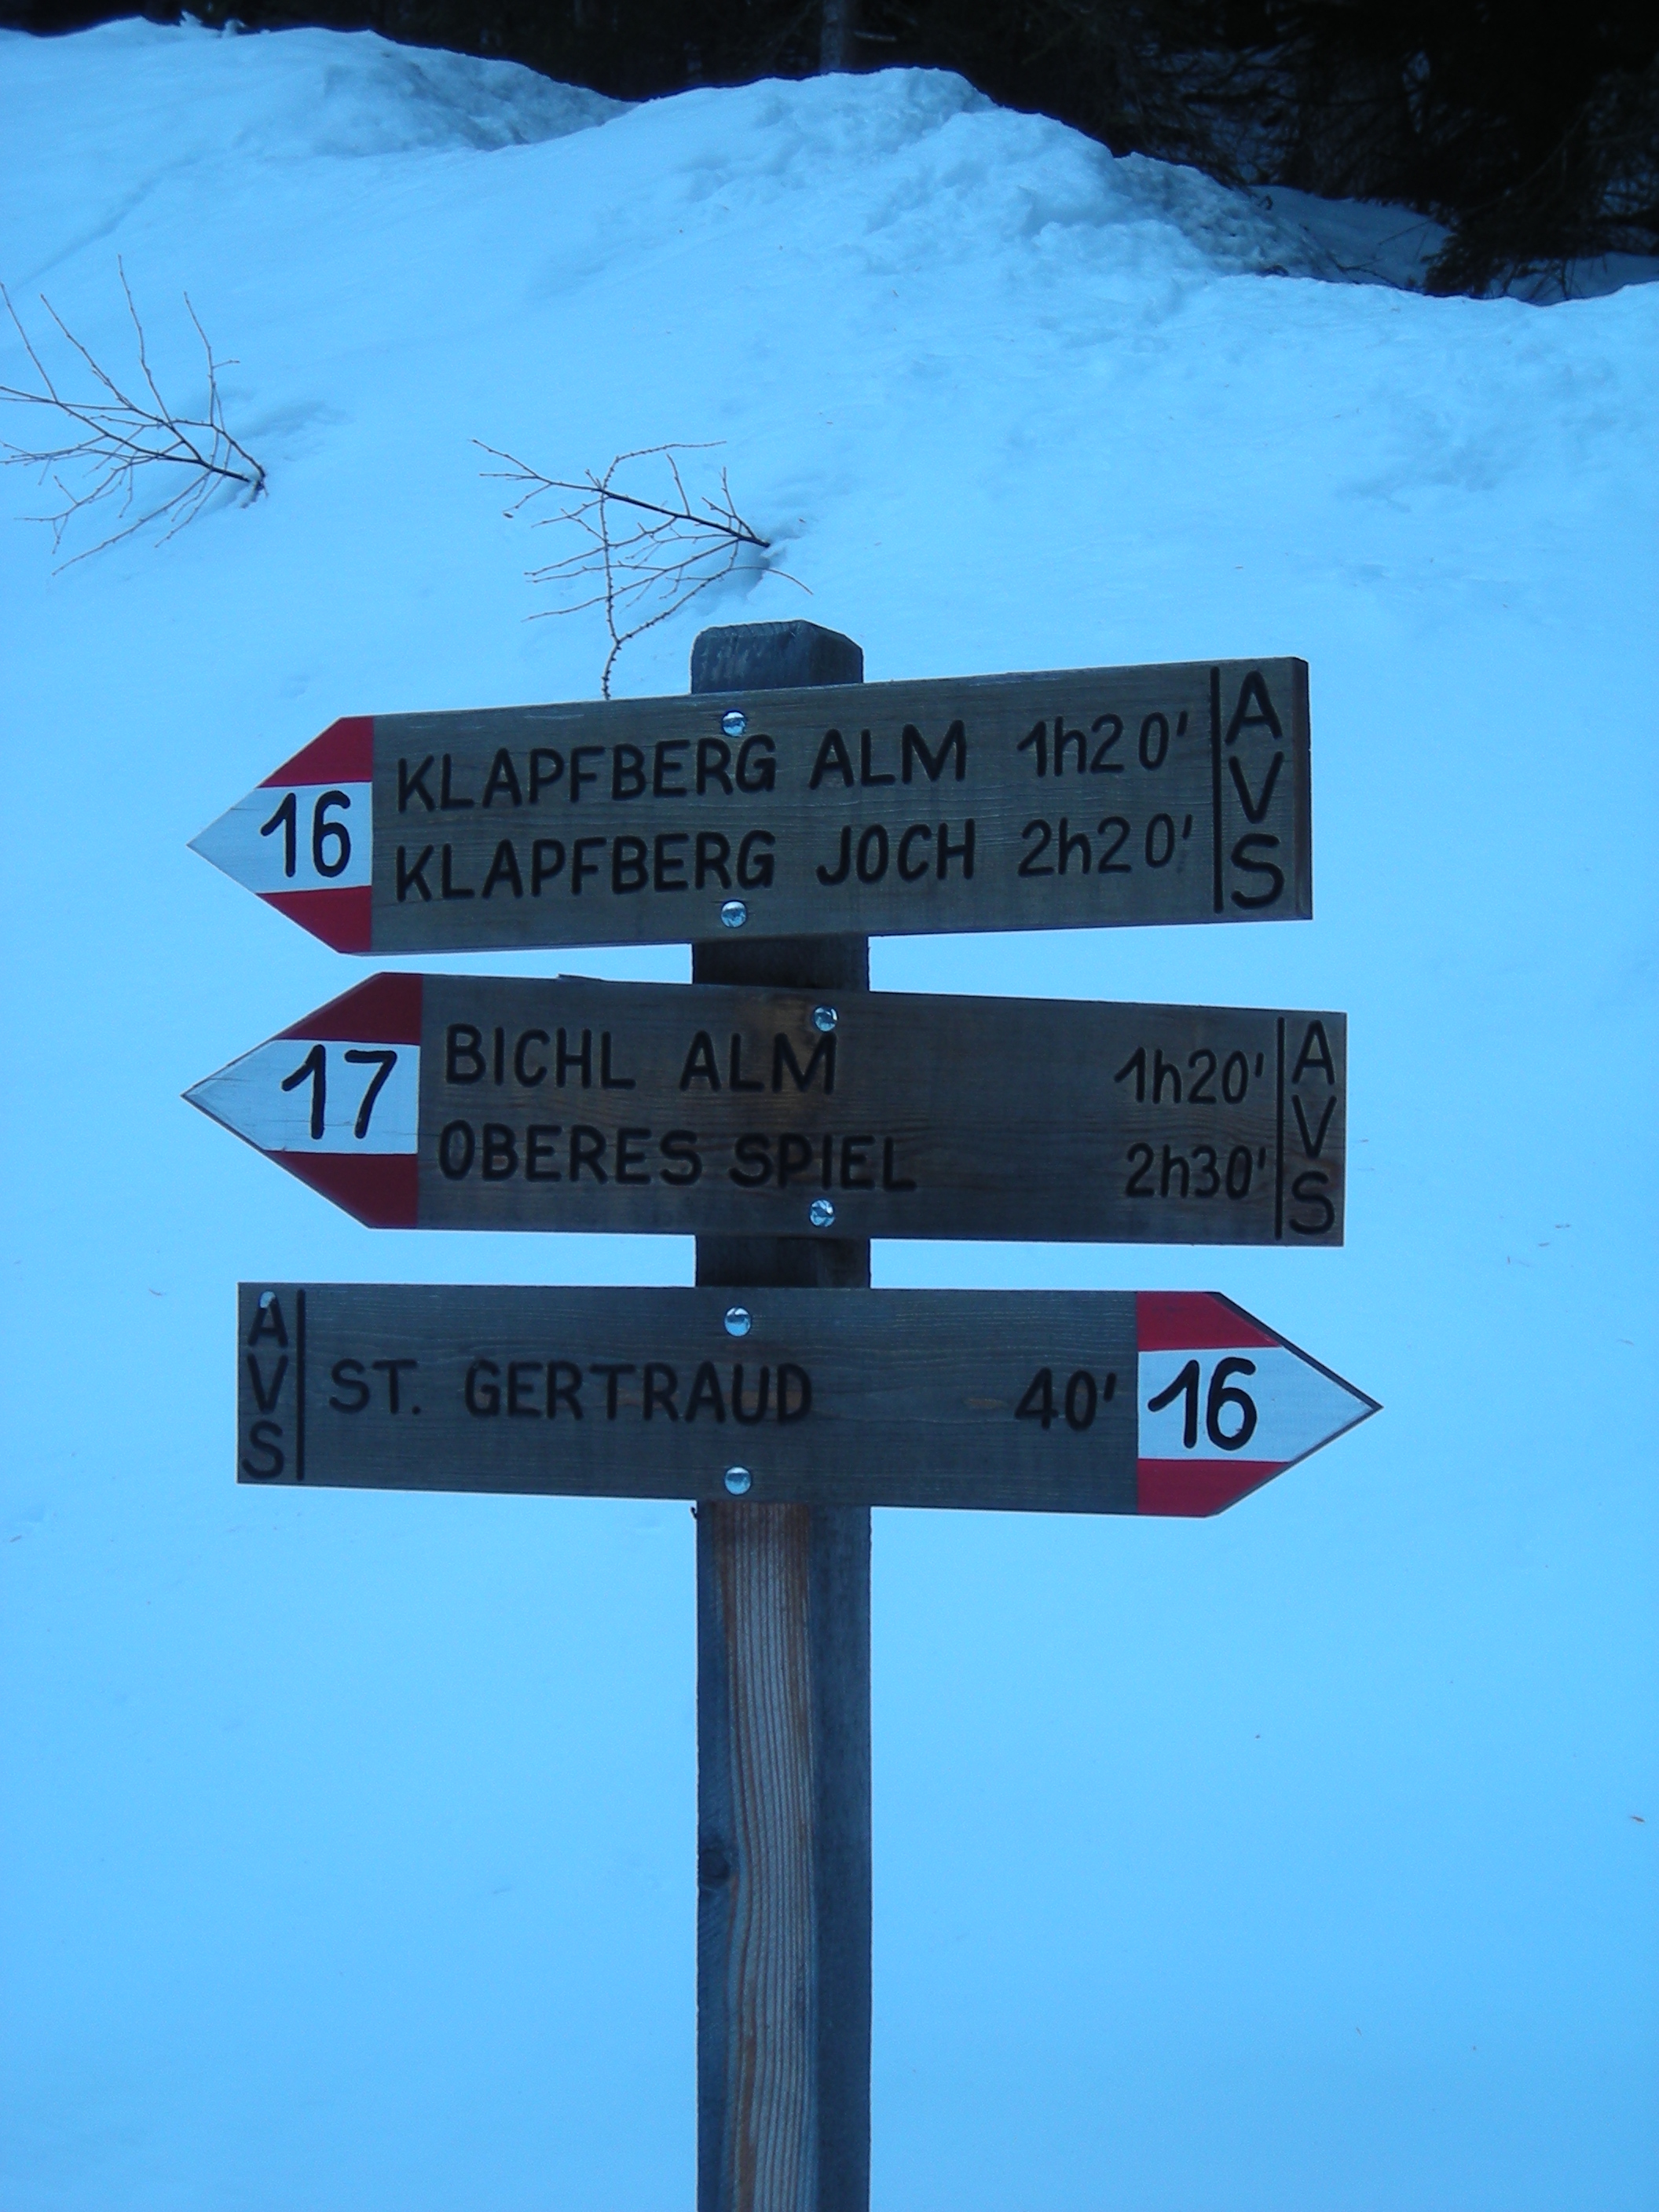 16 KLAPFBERG ALM 1h20' AVS
KLAPFBERG JOCH 2h20'
17 BICHL ALM 1h20' AVS
OBERES SPIEL 2h30'
AVS ST. GERTRAUD 40' 16